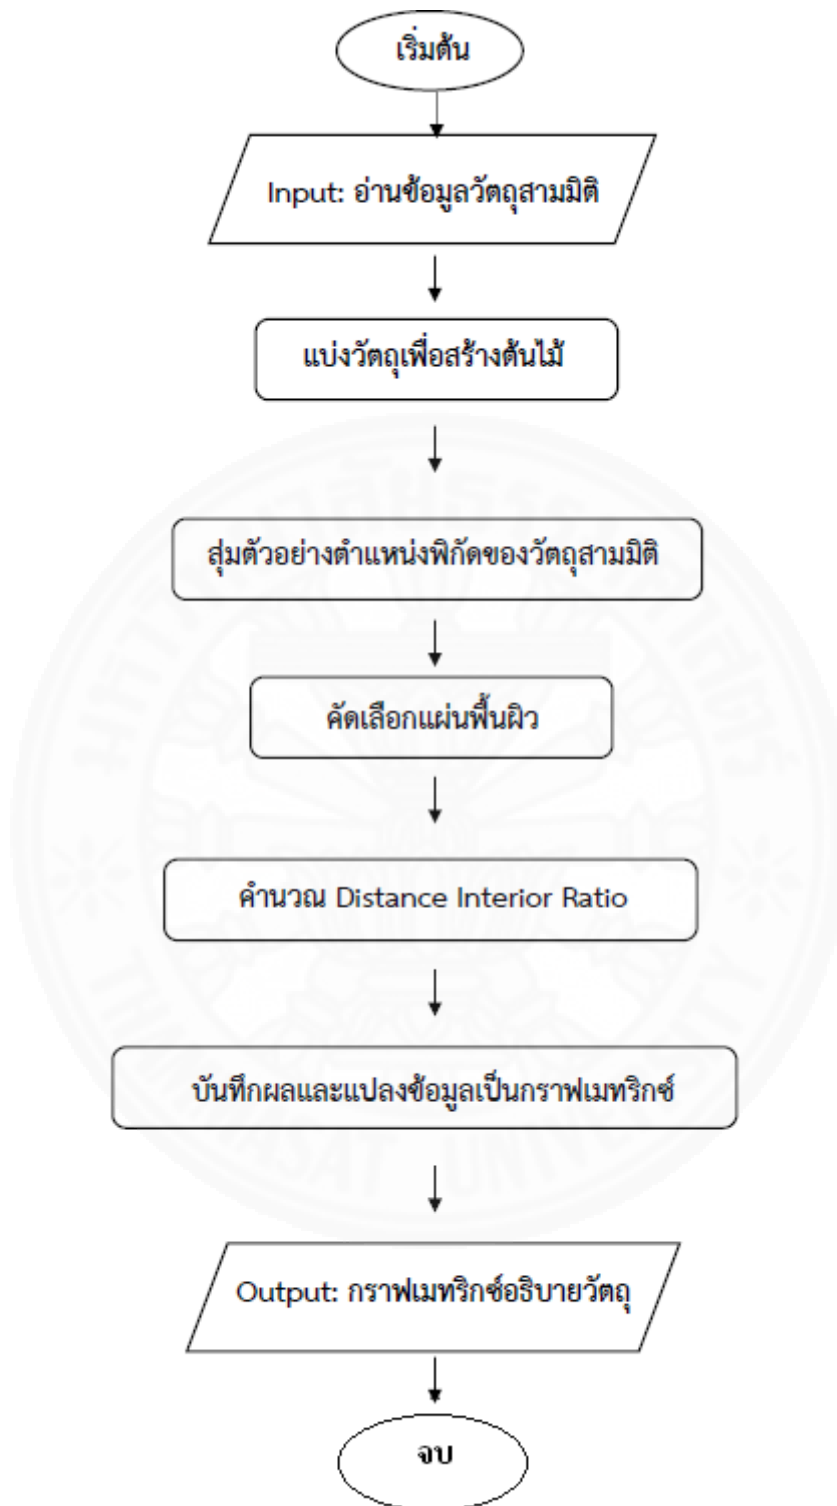 เริ่มต้น
Input: อ่านข้อมูลวัตถุสามมิติ
แบ่งวัตถุเพื่อสร้างต้นไม้
สุ่มตัวอย่างตำแหน่งพิกัดของวัตถุสามมิติ
คัดเลือกแผ่นพื้นผิว
คำนวณ Distance Interior Ratio
บันทึกผลและแปลงข้อมูลเป็นกราฟเมทริกซ์
Output: กราฟเมทริกซ์อธิบายวัตถุ
จบ